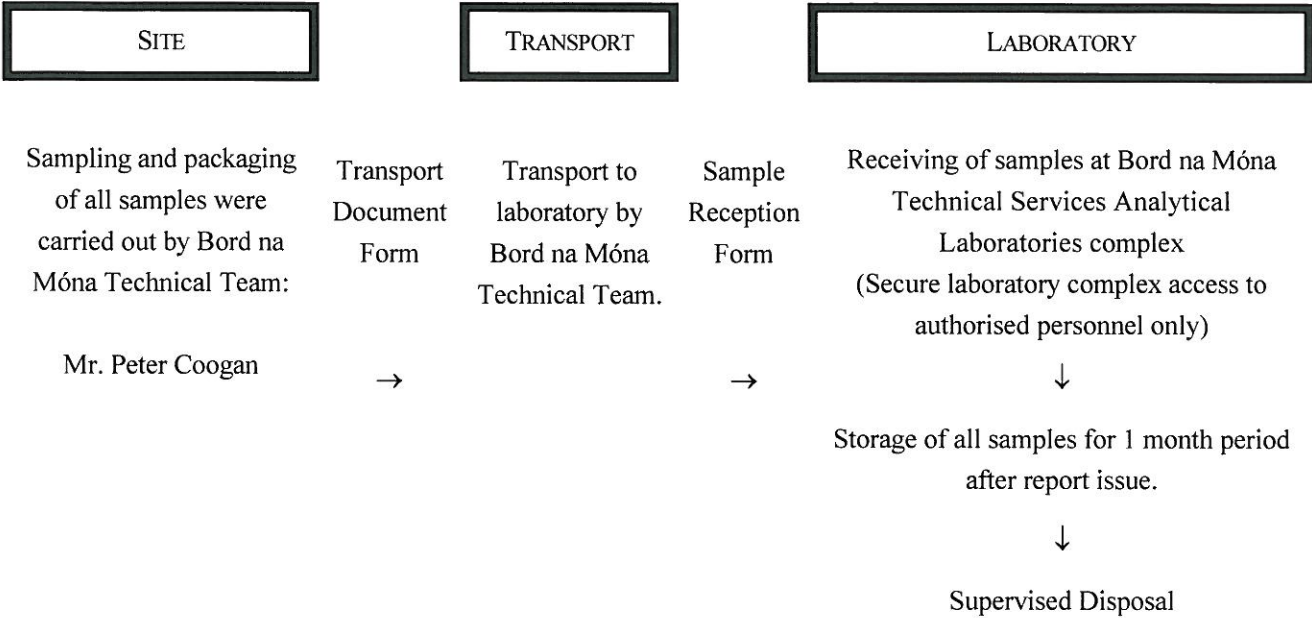 SITE
TRANSPORT
LABORATORY
Sampling and packaging
of all samples were
carried out by Bord na
Móna Technical Team:
Mr. Peter Coogan
Transport
Document
Form
→
Transport to
laboratory by
Bord na Móna
Technical Team.
Sample
Reception
Form
→
Receiving of samples at Bord na Móna
Technical Services Analytical
Laboratories complex
(Secure laboratory complex access to
authorised personnel only)
↓
Storage of all samples for 1 month period
after report issue.
↓
Supervised Disposal